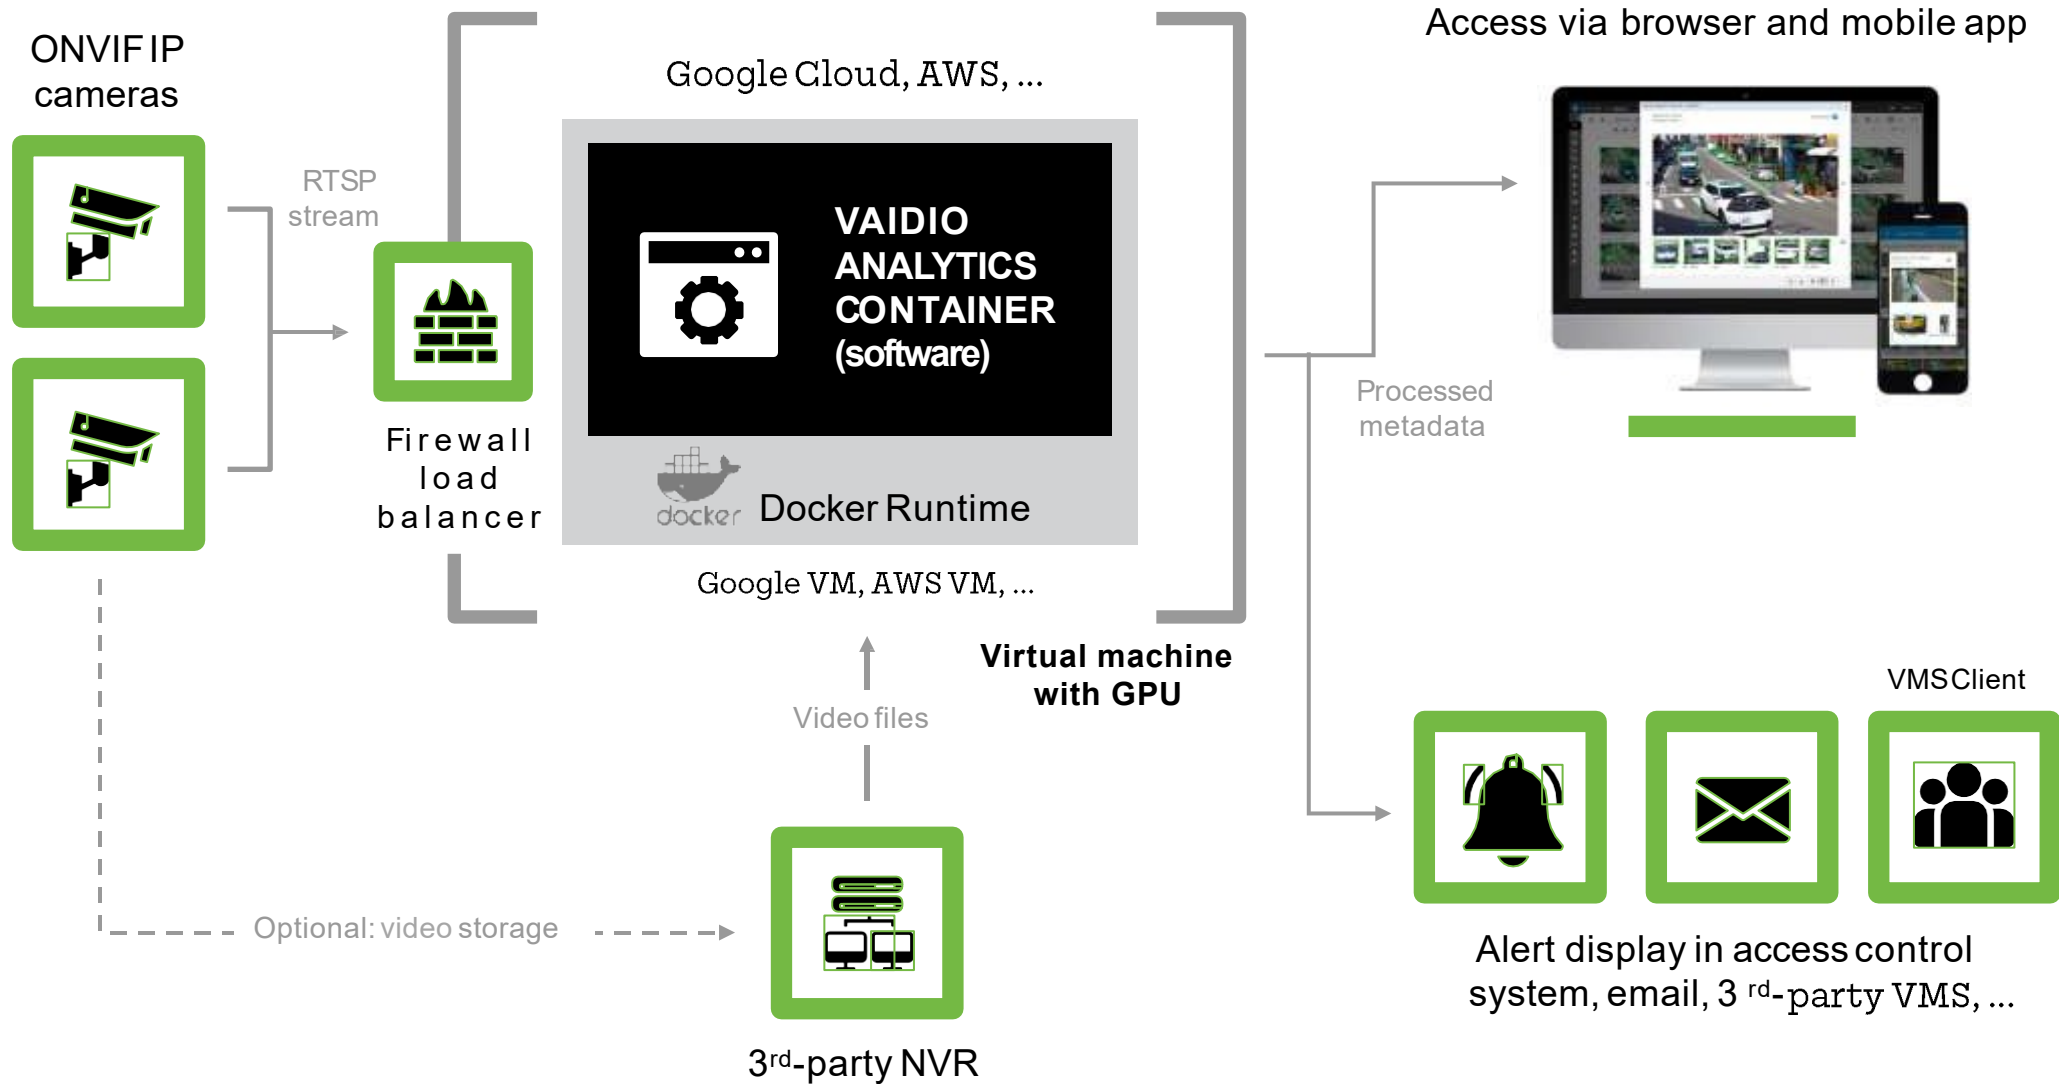 ONVIF IP
cameras
RTSP
stream
Firewall
load
balancer
Google Cloud, AWS, ...
VAIDIO
ANALYTICS
CONTAINER
(software)
docker
Docker Runtime
Google VM, AWS VM, ...
Virtual machine
with GPU
Video files
Optional: video storage
3rd-party NVR
Access via browser and mobile app
Processed
metadata
VMS Client
Alert display in access control
system, email, 3 rd-party VMS, ...